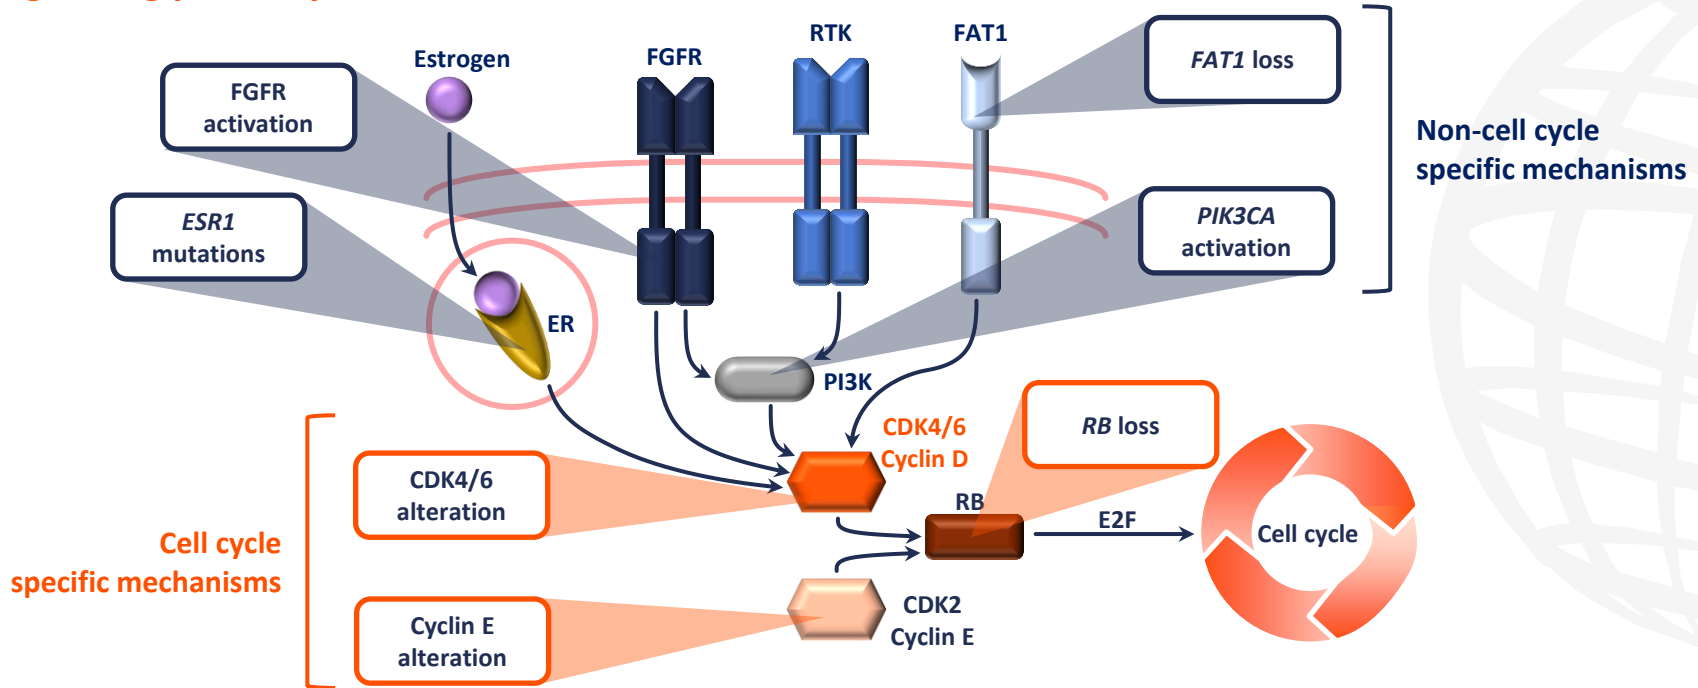 Estrogen
FGFR
RTK
FAT1
FGFR
activation
FAT1 loss
Non-cell cycle
specific mechanisms
ESR1
mutations
PIK3CA
activation
ER
PI3K
CDK4/6
Cyclin D
RB loss
CDK4/6
alteration
RB
E2F
Cell cycle
Cell cycle
specific mechanisms
CDK2
Cyclin E
Cyclin E
alteration